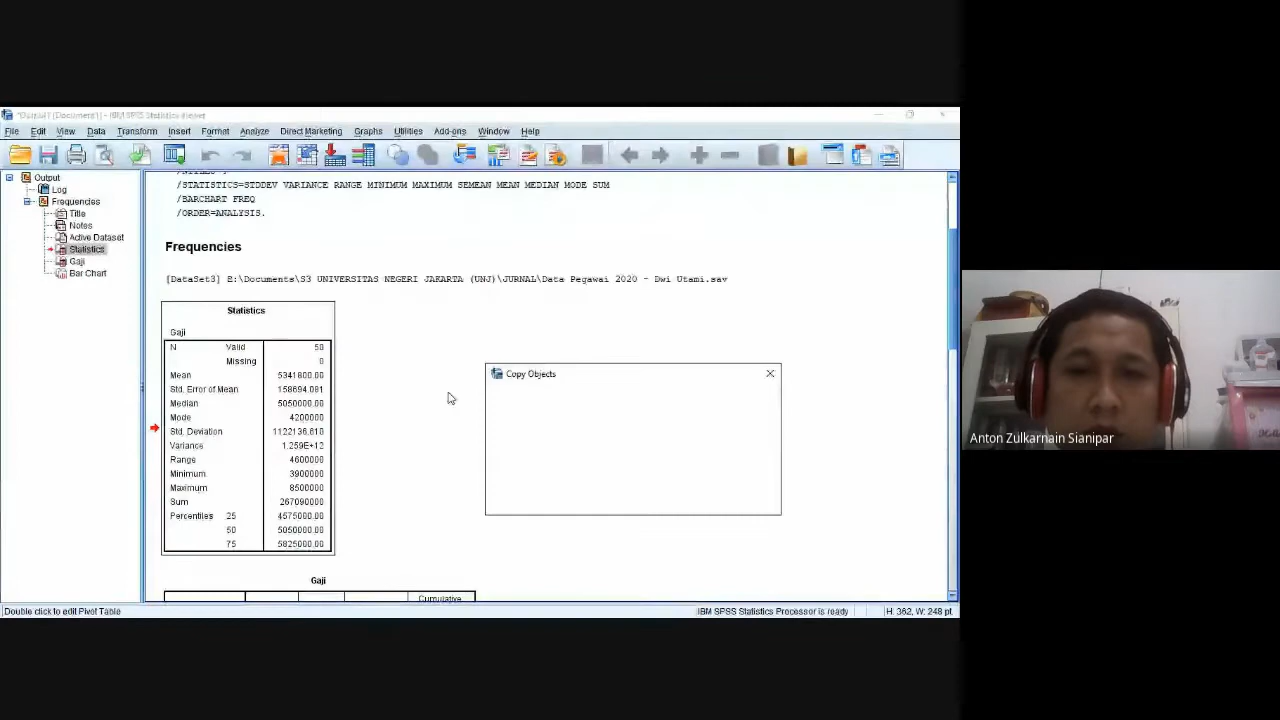 *Output1 [Document1] - IBM SPSS Statistics Viewer
File Edit View Data Transform Insert Format Analyze Direct Marketing Graphs Utilities Add-ons Window Help
Output
Log
Frequencies
Title
Notes
Active Dataset
Statistics
Gaji
Bar Chart
/STATISTICS=STDDEV VARIANCE RANGE MINIMUM MAXIMUM SEMEAN MEAN MEDIAN MODE SUM
/BARCHART FREQ
/ORDER=ANALYSIS.
Frequencies
[DataSet3] E:\Documents\S3 UNIVERSITAS NEGERI JAKARTA (UNJ)\JURNAL\Data Pegawai 2020 - Dwi Utami.sav
Statistics
Gaji
N Valid 50
Missing 0
Mean 5341800.00
Std. Error of Mean 158694.081
Median 5050000.00
Mode 4200000
Std. Deviation 1122136.610
Variance 1.259E+12
Range 4600000
Minimum 3900000
Maximum 8500000
Sum 267090000
Percentiles 25 4575000.00
50 5050000.00
75 5825000.00
Gaji
Cumulative
Copy Objects
Double click to edit Pivot Table
IBM SPSS Statistics Processor is ready
H: 362, W: 248 pt
Anton Zulkarnain Sianipar